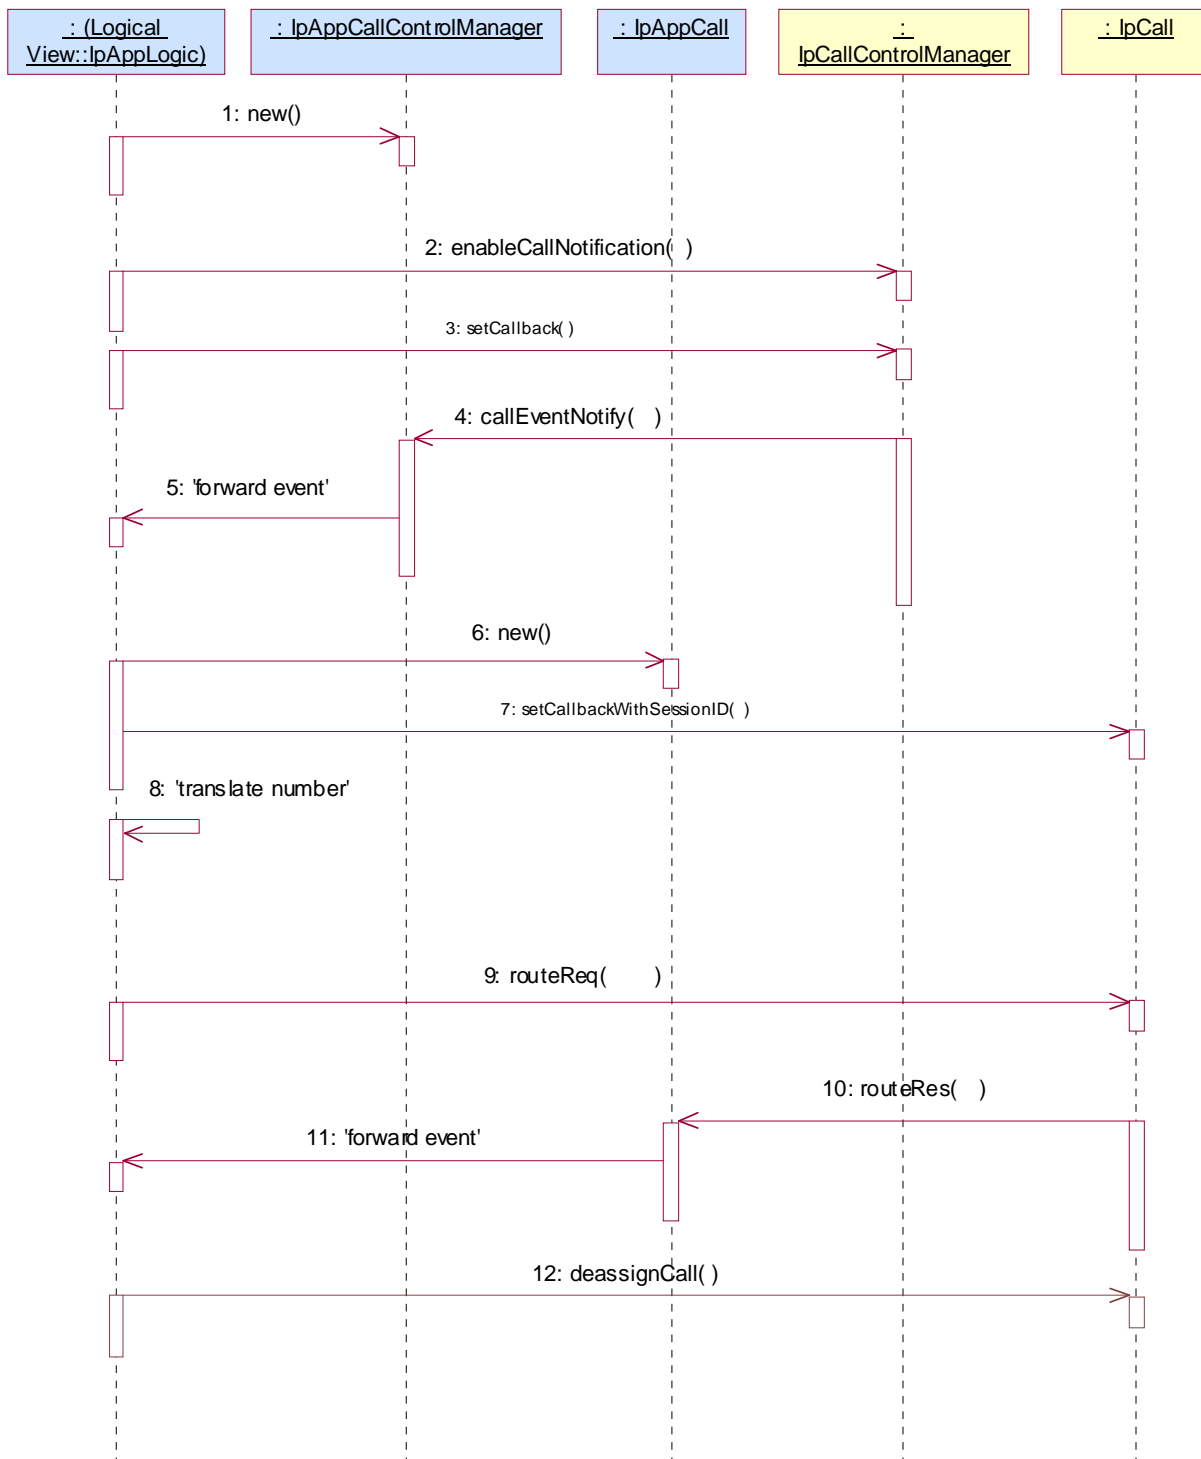 : (Logical
View::IpAppLogic)
: IpAppCallControlManager
: IpAppCall
:
IpCallControlManager
: IpCall
1: new()
2: enableCallNotification( )
3: setCallback( )
4: callEventNotify( )
5: 'forward event'
6: new()
7: setCallbackWithSessionID( )
8: 'translate number'
9: routeReq( )
10: routeRes( )
11: 'forward event'
12: deassignCall( )